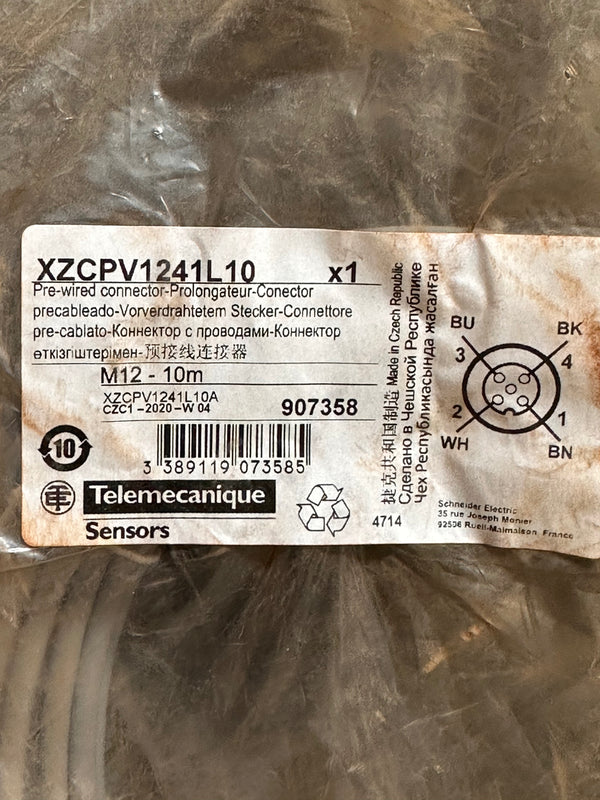 XZCPV1241L10 x1
Pre-wired connector-Prolongateur-Conector
precableado-Vorverdrahtetem Stecker-Connettore
pre-cablato-Коннектор с проводами-Коннектор
өткізгіштерімен-预接线连接器
M12 - 10m
XZCPV1241L10A
CZC1 -2020-W 04
907358
10
3 389119 073585
Telemecanique
Sensors
4714
捷克共和国制造 Made in Czech Republic
Сделано в Чешской Республике
Чех Республикасында жасалған
BU BK
3 4
2 1
WH BN
Schneider Electric
35 rue Joseph Monier
92506 Rueil-Malmaison France